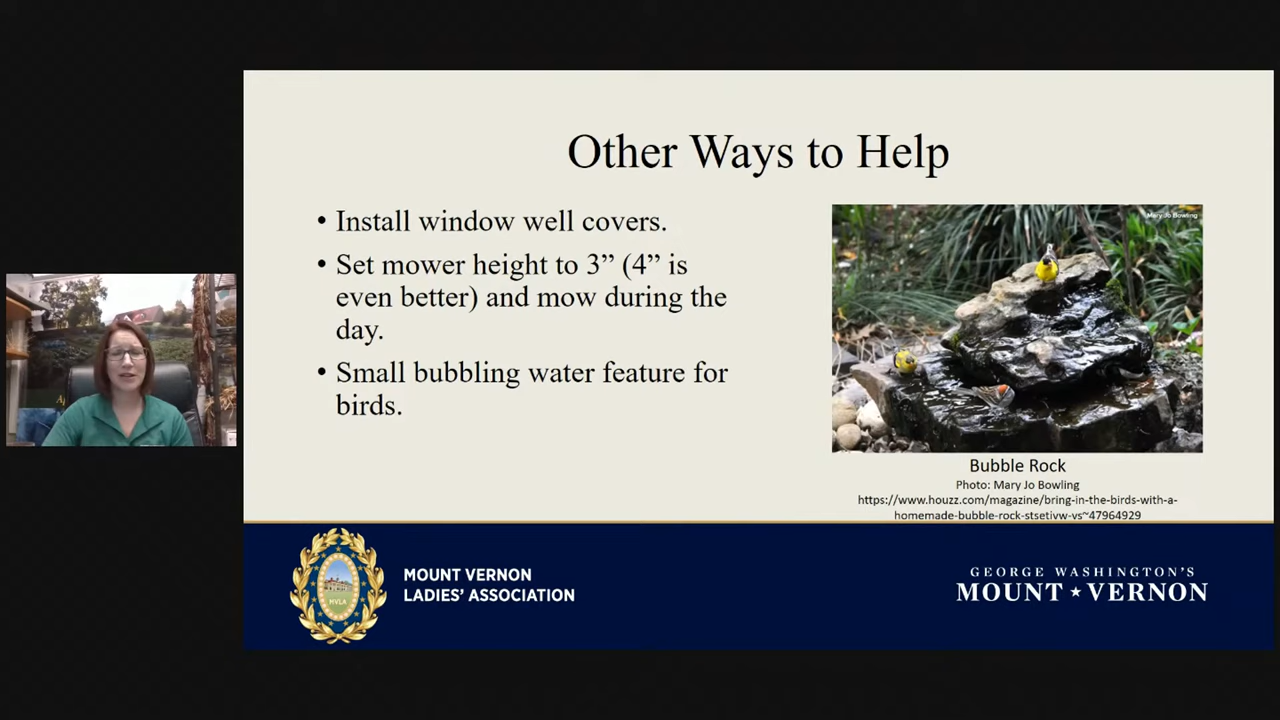 Other Ways to Help
• Install window well covers.
• Set mower height to 3” (4” is
even better) and mow during the
day.
• Small bubbling water feature for
birds.
Mary Jo Bowling
Bubble Rock
Photo: Mary Jo Bowling
https://www.houzz.com/magazine/bring-in-the-birds-with-a-
homemade-bubble-rock-stsetivw-vs~47964929
MVLA
MOUNT VERNON
LADIES’ ASSOCIATION
GEORGE WASHINGTON’S
MOUNT★VERNON